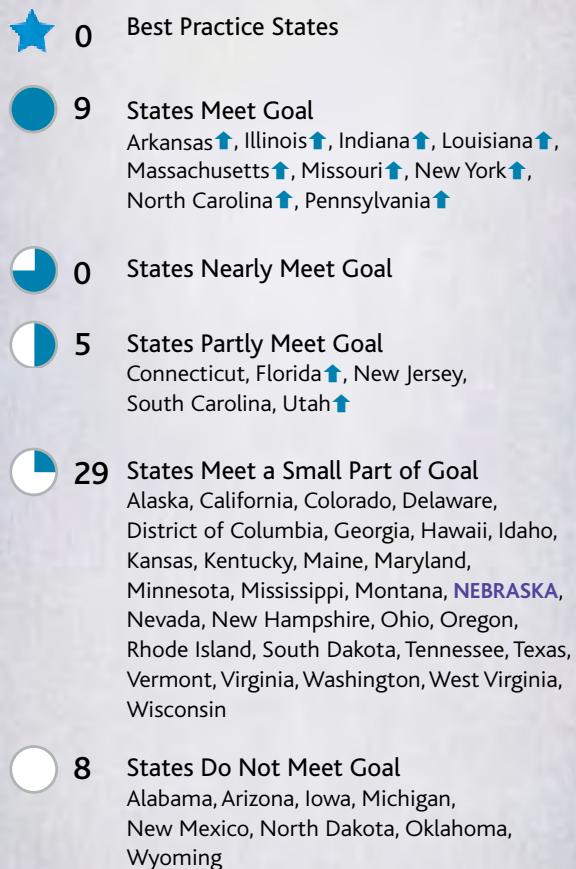 0 Best Practice States
9 States Meet Goal
Arkansas⬆, Illinois⬆, Indiana⬆, Louisiana⬆,
Massachusetts⬆, Missouri⬆, New York⬆,
North Carolina⬆, Pennsylvania⬆
0 States Nearly Meet Goal
5 States Partly Meet Goal
Connecticut, Florida⬆, New Jersey,
South Carolina, Utah⬆
29 States Meet a Small Part of Goal
Alaska, California, Colorado, Delaware,
District of Columbia, Georgia, Hawaii, Idaho,
Kansas, Kentucky, Maine, Maryland,
Minnesota, Mississippi, Montana, NEBRASKA,
Nevada, New Hampshire, Ohio, Oregon,
Rhode Island, South Dakota, Tennessee, Texas,
Vermont, Virginia, Washington, West Virginia,
Wisconsin
8 States Do Not Meet Goal
Alabama, Arizona, Iowa, Michigan,
New Mexico, North Dakota, Oklahoma,
Wyoming